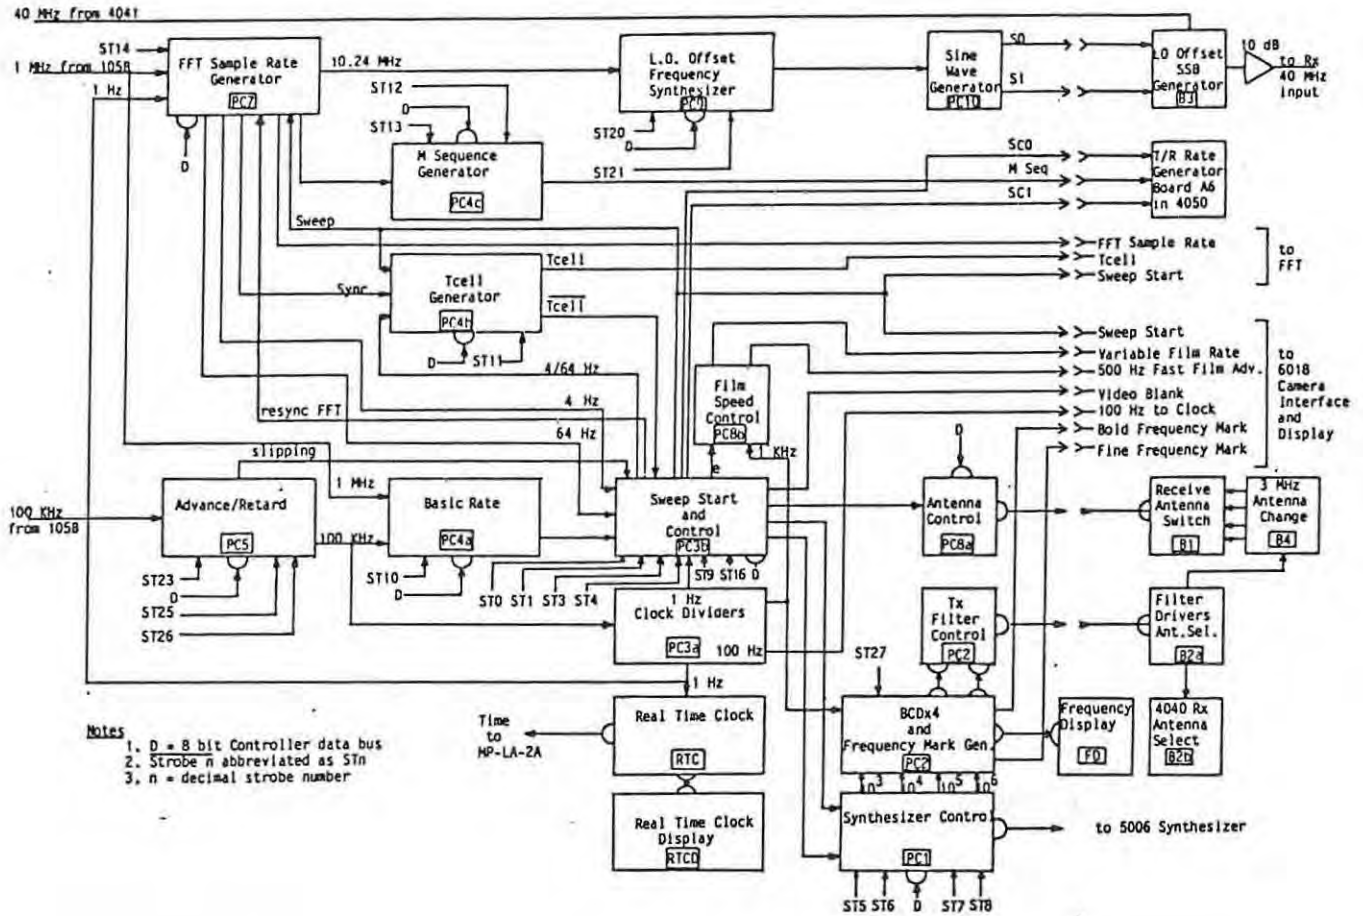 40 MHz from 4041
ST14
1 MHz from 105B
1 Hz
FFT Sample Rate
Generator
PC7
D
10.24 MHz
ST12
D
ST13
M Sequence
Generator
PC4c
L.O. Offset
Frequency
Synthesizer
ST20
D
ST21
Sine
Wave
Generator
PC10
S0
S1
LO Offset
SSB
Generator
B3
10 dB
to Rx
40 MHz
input
SC0
M Seq
SC1
T/R Rate
Generator
Board A6
in 4050
Sweep
Sync
Tcell
Generator
PC4b
D
ST11
Tcell
Tcell
FFT Sample Rate
Tcell
Sweep Start
to
FFT
Sweep Start
Variable Film Rate
500 Hz Fast Film Adv.
Video Blank
100 Hz to Clock
Bold Frequency Mark
Fine Frequency Mark
to
6018
Camera
Interface
and
Display
4/64 Hz
4 Hz
resync FFT
64 Hz
slipping
1 MHz
Film
Speed
Control
PC8b
1 KHz
e
100 KHz
from 105B
Advance/Retard
PC5
100 KHz
ST23
D
ST25
ST26
Basic Rate
PC4a
ST10
D
Sweep Start
and
Control
PC3b
ST0
ST1
ST3
ST4
ST9
ST16
D
1 Hz
Clock Dividers
PC3a
100 Hz
1 Hz
D
Antenna
Control
PC8a
Receive
Antenna
Switch
B1
3 MHz
Antenna
Change
B4
Tx
Filter
Control
PC2
Filter
Drivers
Ant.Sel.
B2a
ST27
BCDx4
and
Frequency Mark Gen.
PC2
Frequency
Display
FD
4040 Rx
Antenna
Select
B2b
Time
to
MP-LA-2A
Real Time Clock
RTC
Real Time Clock
Display
RTCD
10³ 10⁴ 10⁵ 10⁶
Synthesizer Control
PC1
to 5006 Synthesizer
ST5 ST6 D ST7 ST8
Notes
1. D = 8 bit Controller data bus
2. Strobe n abbreviated as STn
3. n = decimal strobe number